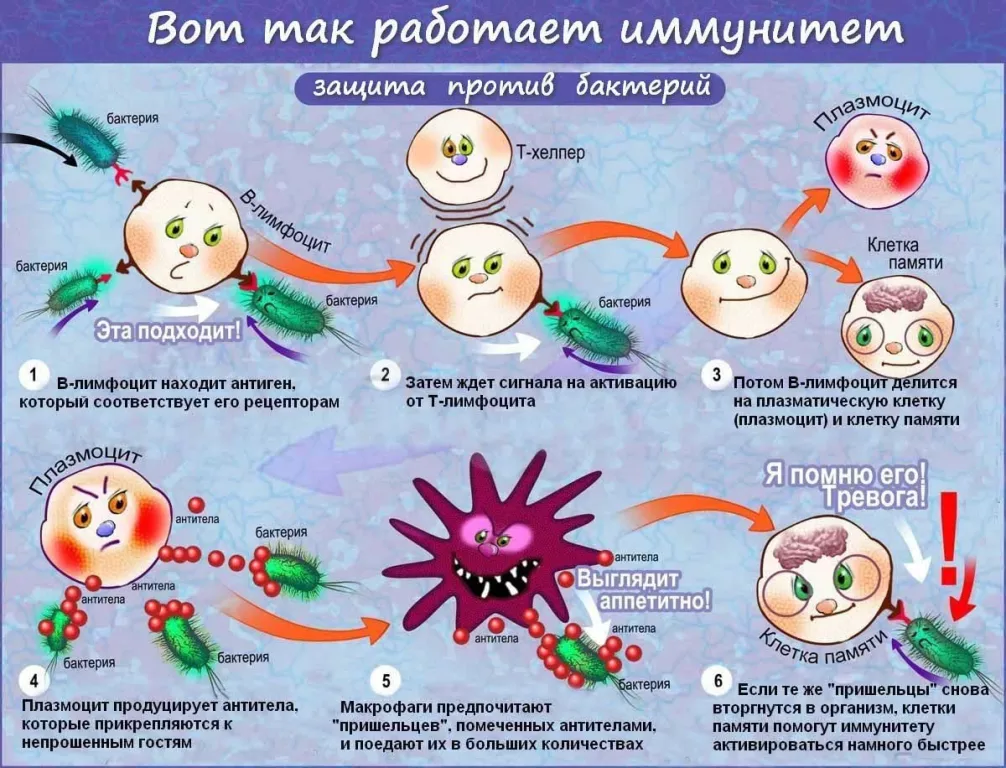 Вот так работает иммунитет
защита против бактерий
бактерия
В-лимфоцит
бактерия
бактерия
Эта подходит!
1 В-лимфоцит находит антиген,
который соответствует его рецепторам
Т-хелпер
бактерия
2 Затем ждет сигнала на активацию
от Т-лимфоцита
Плазмоцит
Клетка
памяти
3 Потом В-лимфоцит делится
на плазматическую клетку
(плазмоцит) и клетку памяти
Плазмоцит
антитела
бактерия
антитела
антитела
бактерия
бактерия
4
Плазмоцит продуцирует антитела,
которые прикрепляются к
непрошенным гостям
антитела
Выглядит
аппетитно!
антитела
антитела
бактерия
5
Макрофаги предпочитают
"пришельцев", помеченных антителами,
и поедают их в больших количествах
Я помню его!
Тревога!
!
Клетка памяти
бактерия
6 Если те же "пришельцы" снова
вторгнутся в организм, клетки
памяти помогут иммунитету
активироваться намного быстрее